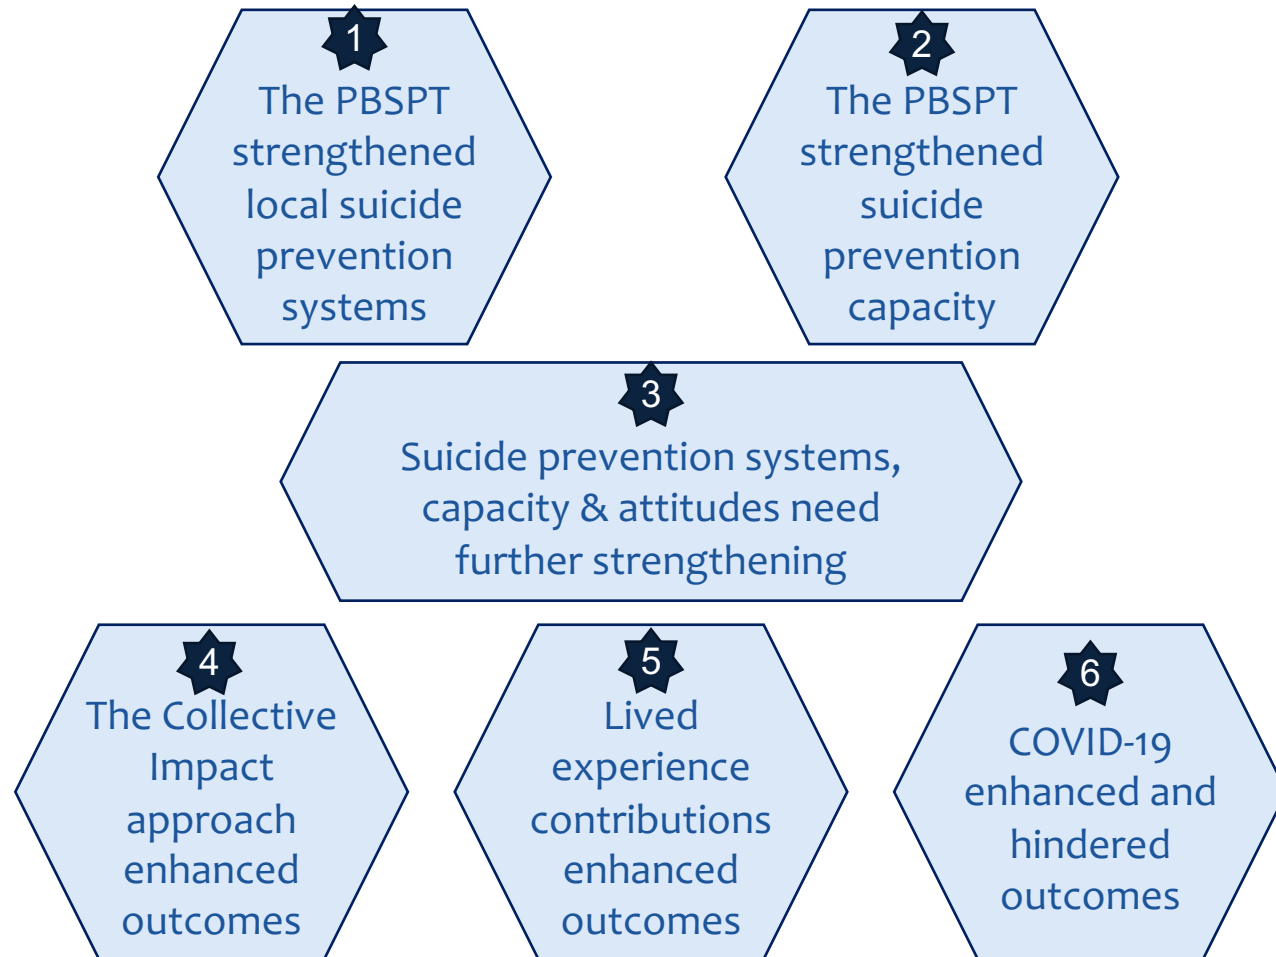 1
The PBSPT
strengthened
local suicide
prevention
systems
2
The PBSPT
strengthened
suicide
prevention
capacity
3
Suicide prevention systems,
capacity & attitudes need
further strengthening
4
The Collective
Impact
approach
enhanced
outcomes
5
Lived
experience
contributions
enhanced
outcomes
6
COVID-19
enhanced and
hindered
outcomes